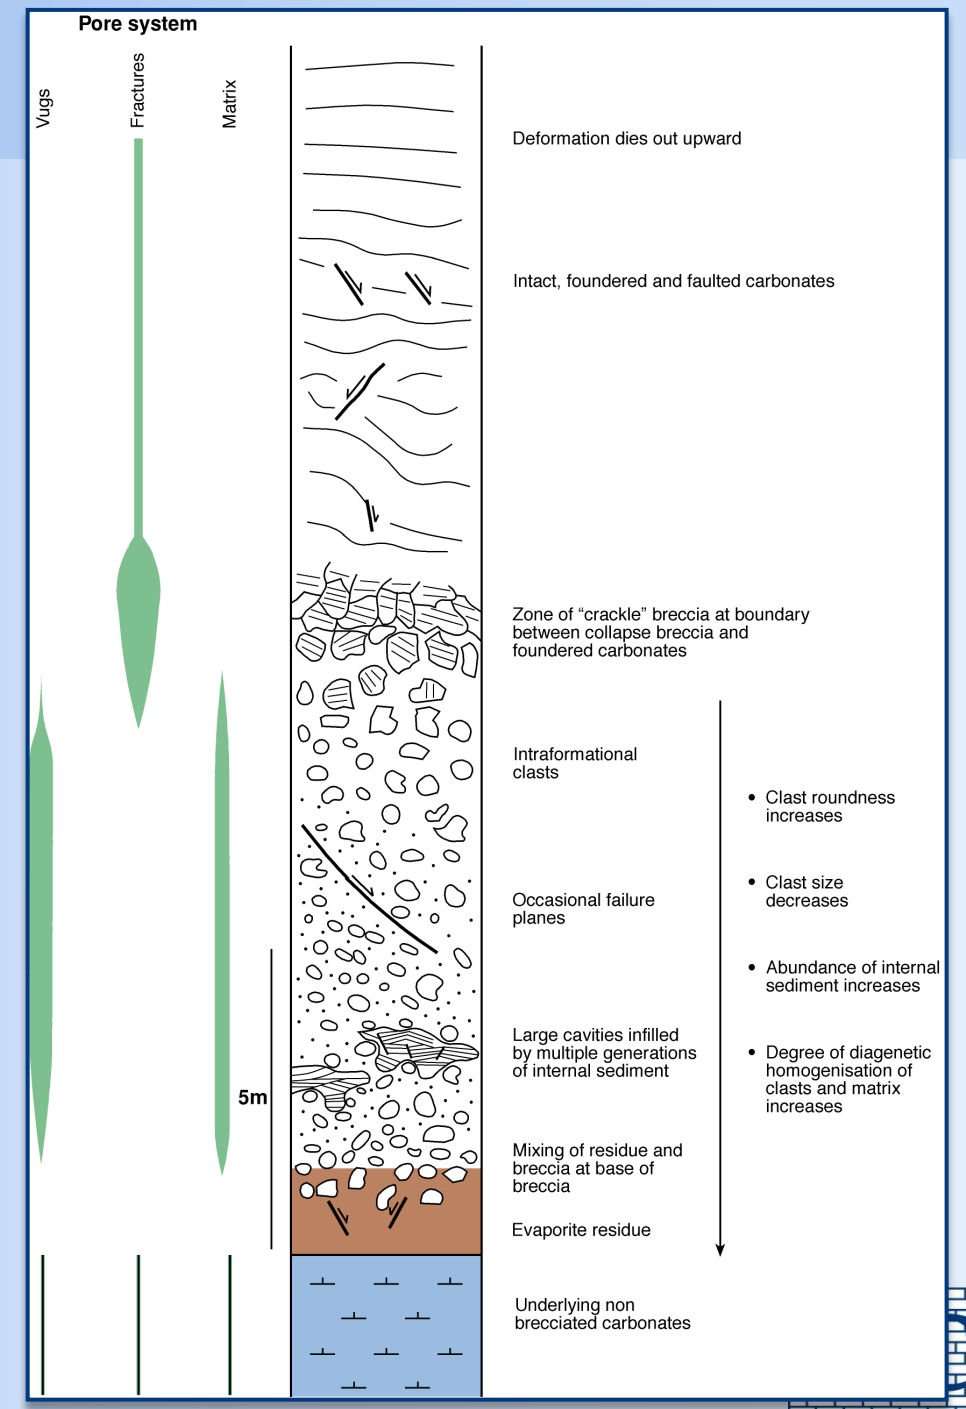 Pore system
Vugs
Fractures
Matrix
Deformation dies out upward
Intact, foundered and faulted carbonates
Zone of “crackle” breccia at boundary
between collapse breccia and
foundered carbonates
Intraformational
clasts
• Clast roundness
increases
Occasional failure
planes
• Clast size
decreases
• Abundance of internal
sediment increases
Large cavities infilled
by multiple generations
of internal sediment
• Degree of diagenetic
homogenisation of
clasts and matrix
increases
5m
Mixing of residue and
breccia at base of
breccia
Evaporite residue
Underlying non
brecciated carbonates